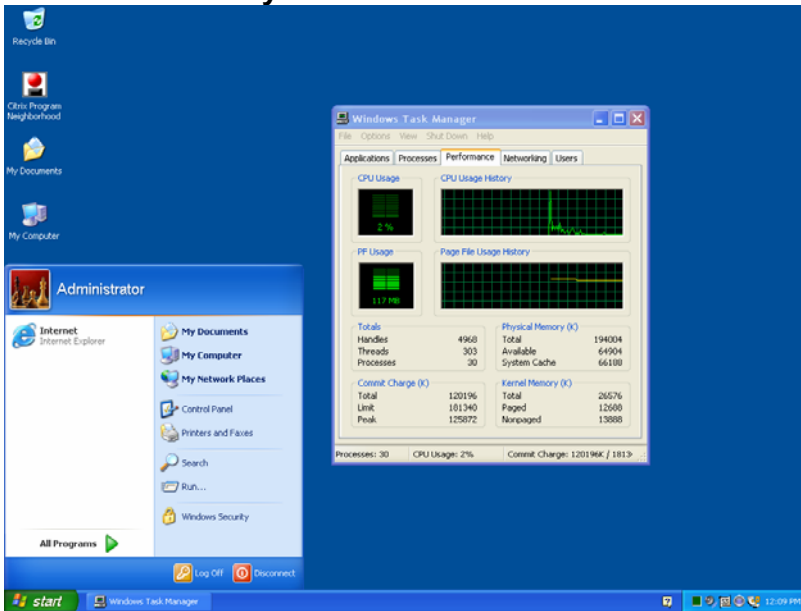 Recycle Bin
Citrix Program
Neighborhood
My Documents
My Computer
Windows Task Manager
File Options View Shut Down Help
Applications Processes Performance Networking Users
CPU Usage CPU Usage History
2 %
PF Usage Page File Usage History
117 MB
Totals
Handles 4968
Threads 303
Processes 30
Physical Memory (K)
Total 194004
Available 64904
System Cache 66188
Commit Charge (K)
Total 120196
Limit 181340
Peak 125872
Kernel Memory (K)
Total 26576
Paged 12688
Nonpaged 13888
Processes: 30 CPU Usage: 2% Commit Charge: 120196K / 1813
Administrator
Internet
Internet Explorer
My Documents
My Computer
My Network Places
Control Panel
Printers and Faxes
Search
Run...
Windows Security
All Programs
Log Off Disconnect
start Windows Task Manager 12:09 PM